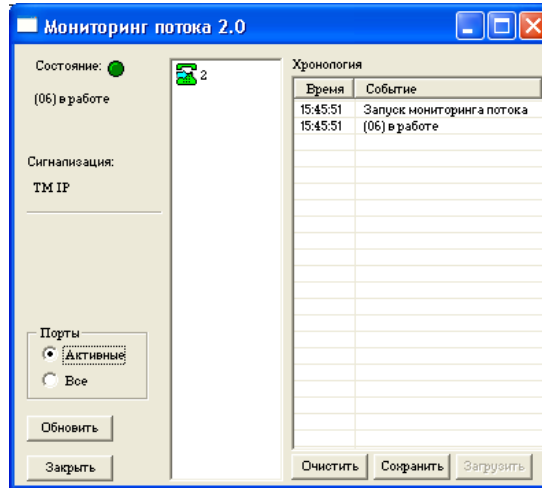 Мониторинг потока 2.0
Состояние:
(06) в работе
Сигнализация:
TM IP
Порты
Активные
Все
Обновить
Закрыть
2
Хронология
Время Событие
15:45:51 Запуск мониторинга потока
15:45:51 (06) в работе
Очистить Сохранить Загрузить